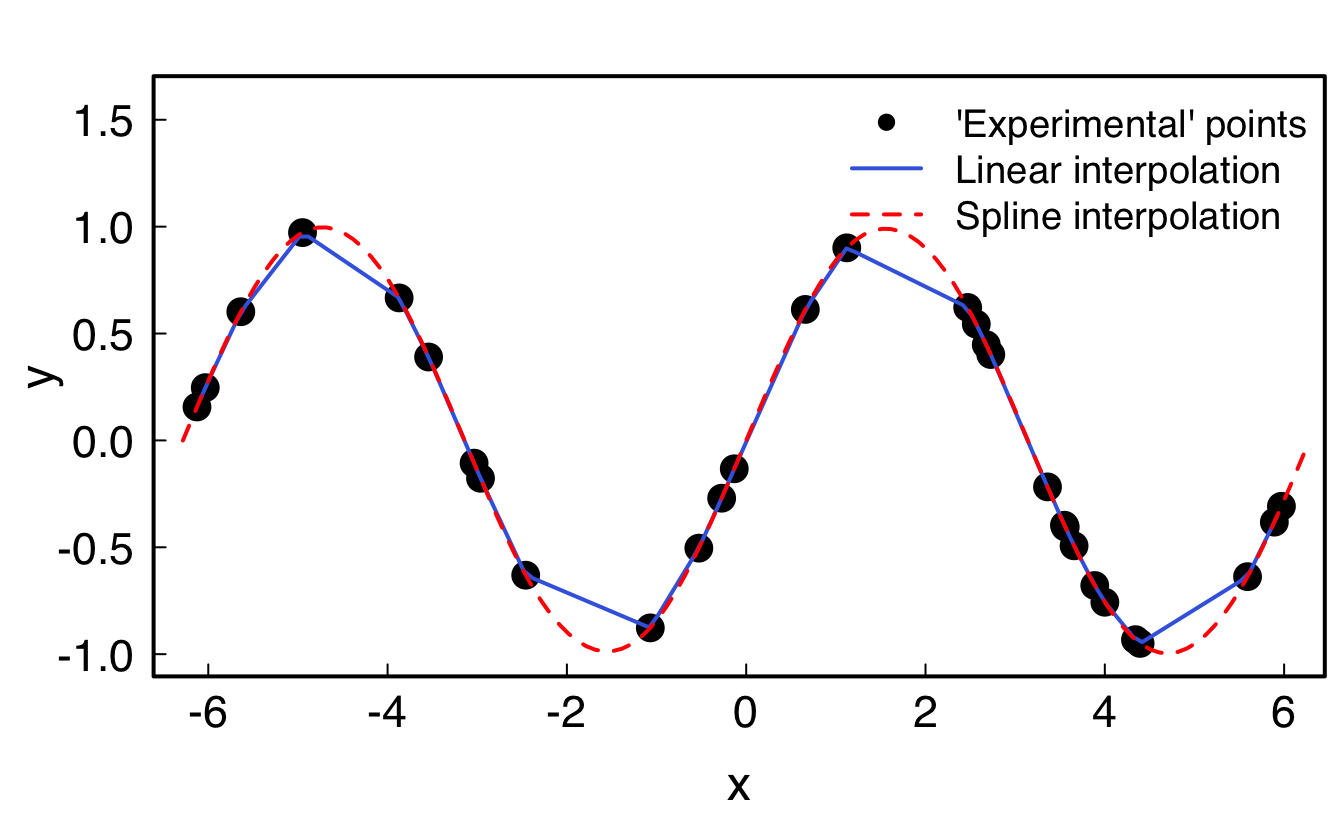 'Experimental' points
Linear interpolation
Spline interpolation
1.5
1.0
0.5
0.0
-0.5
-1.0
y
-6 -4 -2 0 2 4 6
x